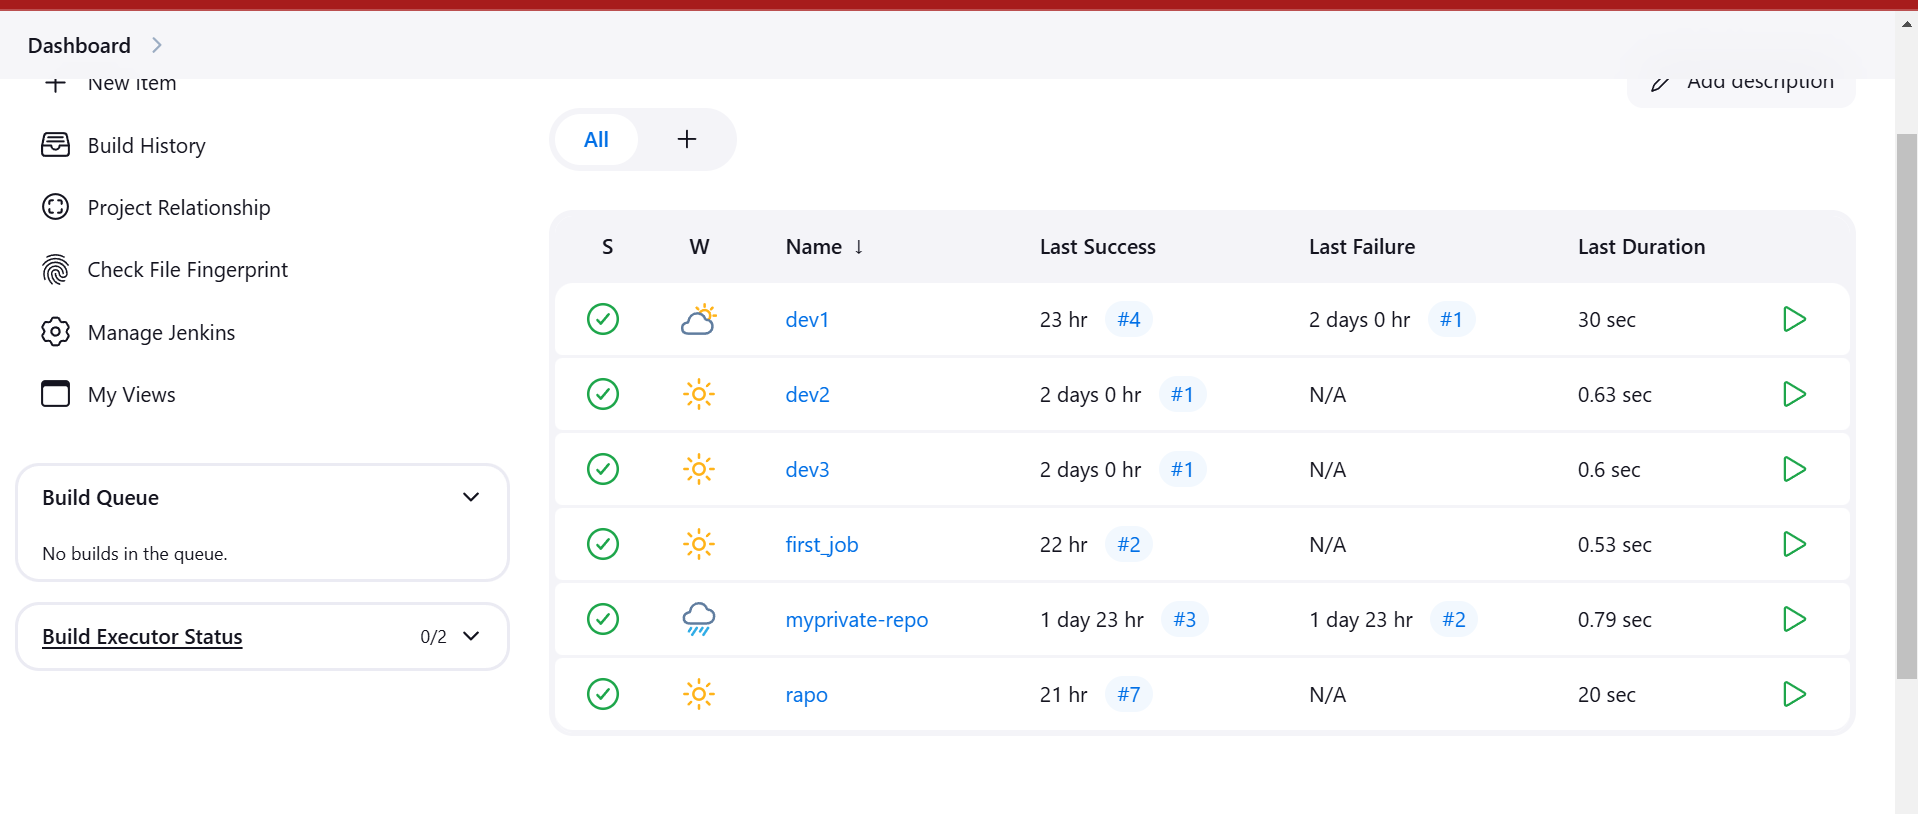 Dashboard
New Item
Add description
Build History
Project Relationship
Check File Fingerprint
Manage Jenkins
My Views
Build Queue
No builds in the queue.
Build Executor Status 0/2
All +
S W Name ↓ Last Success Last Failure Last Duration
dev1 23 hr #4 2 days 0 hr #1 30 sec
dev2 2 days 0 hr #1 N/A 0.63 sec
dev3 2 days 0 hr #1 N/A 0.6 sec
first_job 22 hr #2 N/A 0.53 sec
myprivate-repo 1 day 23 hr #3 1 day 23 hr #2 0.79 sec
rapo 21 hr #7 N/A 20 sec